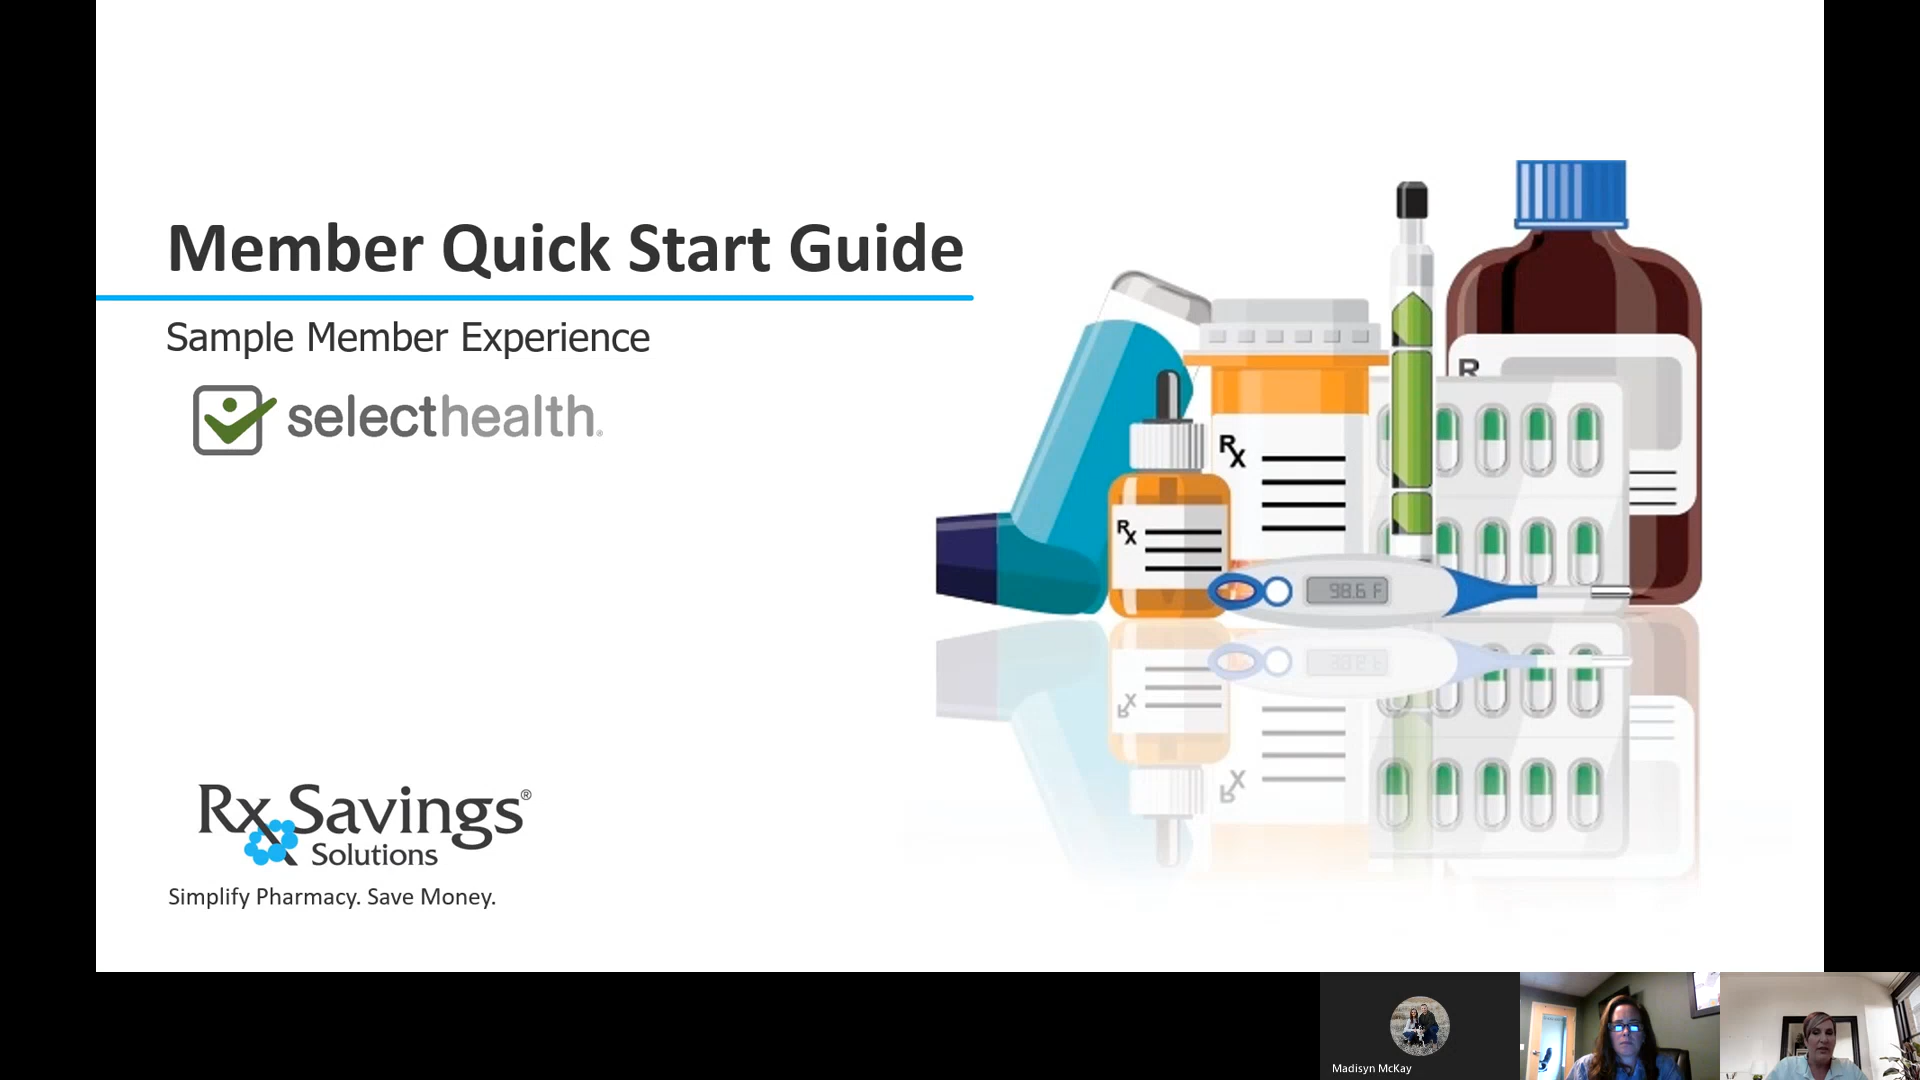 Member Quick Start Guide
Sample Member Experience
selecthealth®
Rx
Rx
R
98.6 F
Rx Savings®
Solutions
Simplify Pharmacy. Save Money.
Madisyn McKay